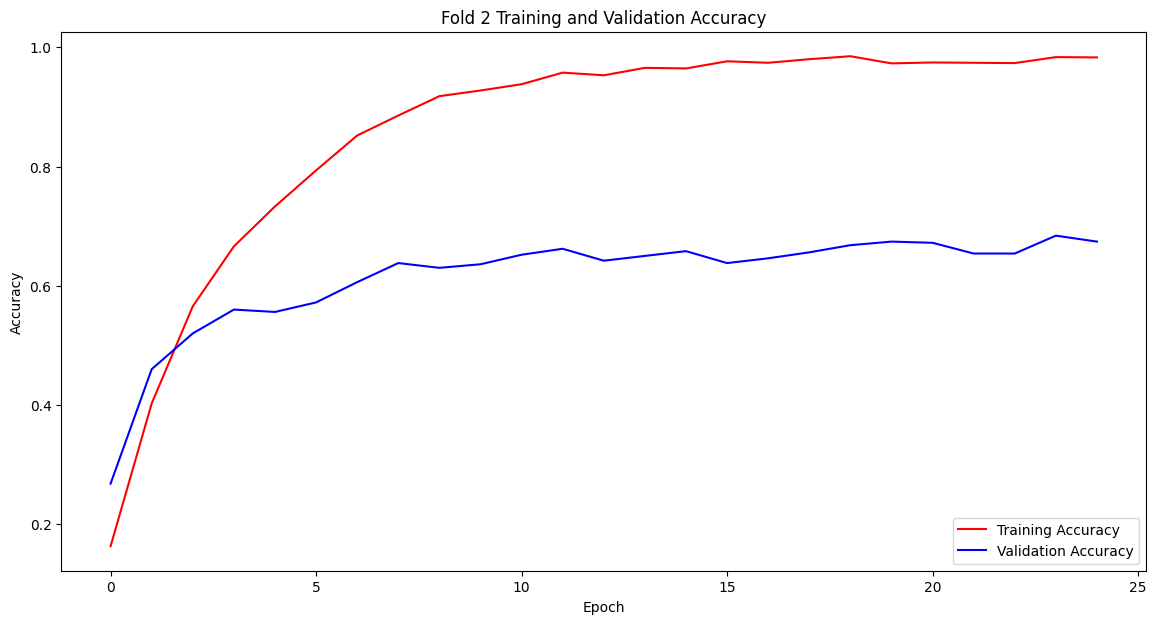 Fold 2 Training and Validation Accuracy
1.0
0.8
0.6
0.4
0.2
Accuracy
0
5
10
15
20
25
Epoch
Training Accuracy
Validation Accuracy